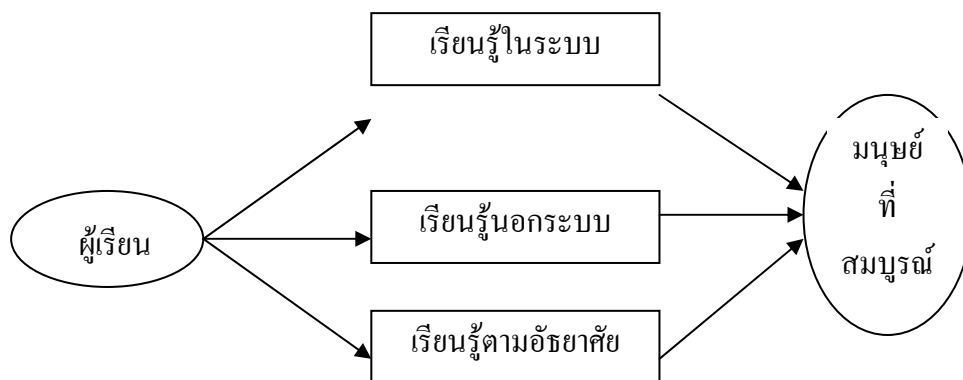 เรียนรู้ในระบบ
ผู้เรียน
เรียนรู้นอกระบบ
เรียนรู้ตามอัธยาศัย
มนุษย์
ที่
สมบูรณ์